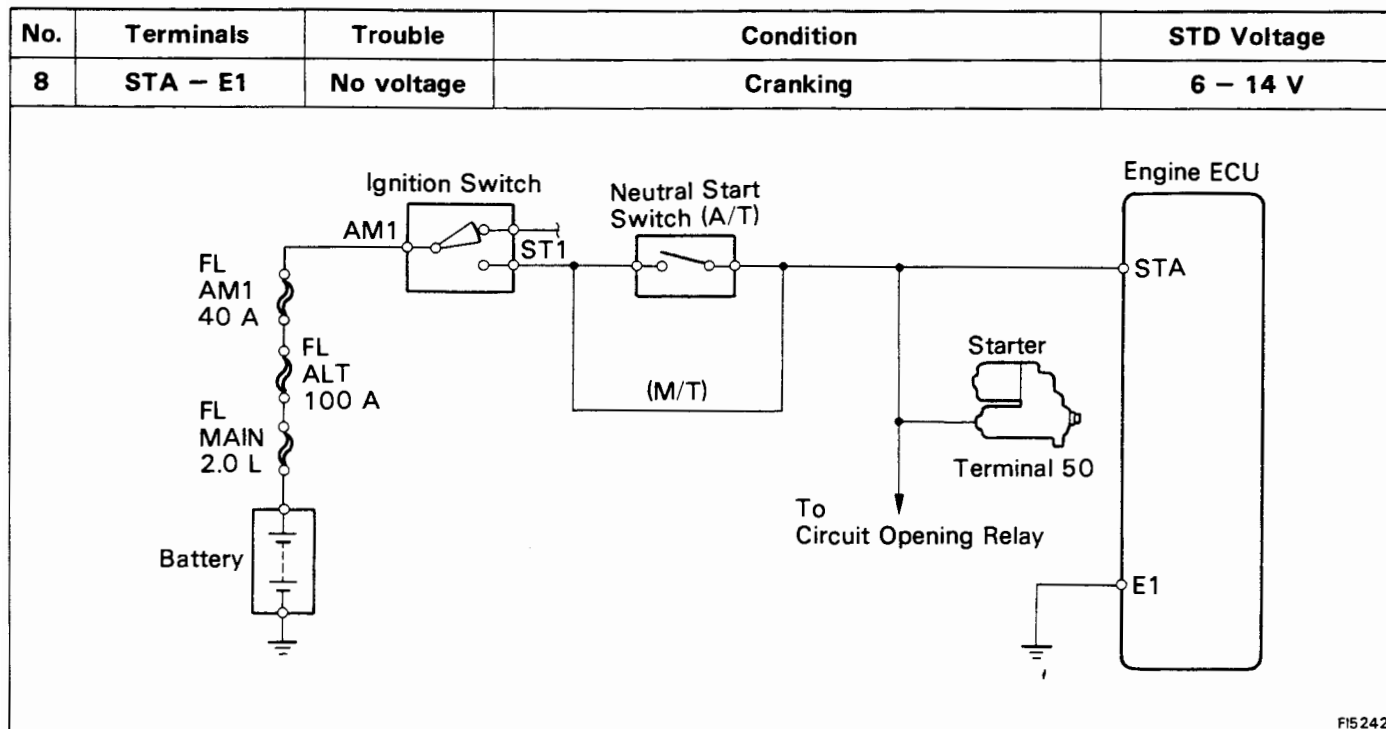 No. Terminals Trouble Condition STD Voltage
8 STA – E1 No voltage Cranking 6 – 14 V
Engine ECU
Ignition Switch
Neutral Start
Switch (A/T)
AM1
ST1
STA
FL
AM1
40 A
FL
ALT
100 A
FL
MAIN
2.0 L
(M/T)
Starter
Terminal 50
To
Circuit Opening Relay
Battery
E1
FI5242